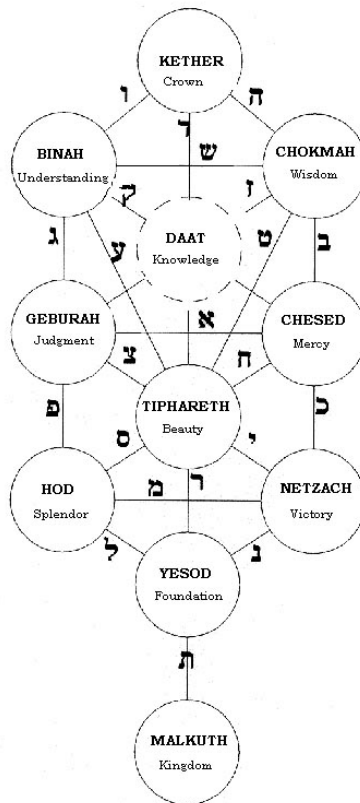 KETHER
Crown
ו
ה
ד
ש
BINAH
Understanding
CHOKMAH
Wisdom
ק
ז
ג
ע
DAAT
Knowledge
ט
ב
GEBURAH
Judgment
א
CHESED
Mercy
צ
ח
פ
TIPHARETH
Beauty
כ
ס
י
HOD
Splendor
מ
ר
NETZACH
Victory
ל
נ
YESOD
Foundation
ת
MALKUTH
Kingdom